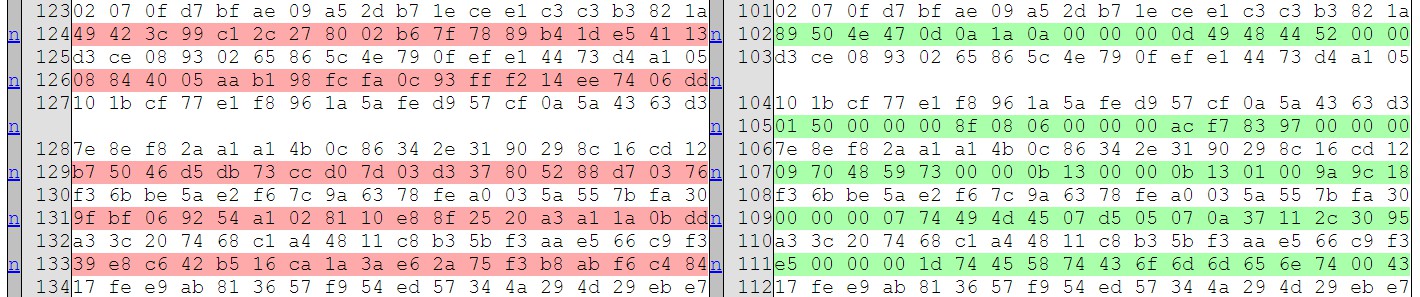 123 02 07 0f d7 bf ae 09 a5 2d b7 1e ce e1 c3 c3 b3 82 1a 101 02 07 0f d7 bf ae 09 a5 2d b7 1e ce e1 c3 c3 b3 82 1a
n 124 49 42 3c 99 c1 2c 27 80 02 b6 7f 78 89 b4 1d e5 41 13 n 102 89 50 4e 47 0d 0a 1a 0a 00 00 00 0d 49 48 44 52 00 00
125 d3 ce 08 93 02 65 86 5c 4e 79 0f ef e1 44 73 d4 a1 05 103 d3 ce 08 93 02 65 86 5c 4e 79 0f ef e1 44 73 d4 a1 05
n 126 08 84 40 05 aa b1 98 fc fa 0c 93 ff f2 14 ee 74 06 dd n
127 10 1b cf 77 e1 f8 96 1a 5a fe d9 57 cf 0a 5a 43 63 d3 104 10 1b cf 77 e1 f8 96 1a 5a fe d9 57 cf 0a 5a 43 63 d3
n n 105 01 50 00 00 00 8f 08 06 00 00 00 ac f7 83 97 00 00 00
128 7e 8e f8 2a a1 a1 4b 0c 86 34 2e 31 90 29 8c 16 cd 12 106 7e 8e f8 2a a1 a1 4b 0c 86 34 2e 31 90 29 8c 16 cd 12
n 129 b7 50 46 d5 db 73 cc d0 7d 03 d3 37 80 52 88 d7 03 76 n 107 09 70 48 59 73 00 00 0b 13 00 00 0b 13 01 00 9a 9c 18
130 f3 6b be 5a e2 f6 7c 9a 63 78 fe a0 03 5a 55 7b fa 30 108 f3 6b be 5a e2 f6 7c 9a 63 78 fe a0 03 5a 55 7b fa 30
n 131 9f bf 06 92 54 a1 02 81 10 e8 8f 25 20 a3 a1 1a 0b dd n 109 00 00 00 07 74 49 4d 45 07 d5 05 07 0a 37 11 2c 30 95
132 a3 3c 20 74 68 c1 a4 48 11 c8 b3 5b f3 aa e5 66 c9 f3 110 a3 3c 20 74 68 c1 a4 48 11 c8 b3 5b f3 aa e5 66 c9 f3
n 133 39 e8 c6 42 b5 16 ca 1a 3a e6 2a 75 f3 b8 ab f6 c4 84 n 111 e5 00 00 00 1d 74 45 58 74 43 6f 6d 6d 65 6e 74 00 43
134 17 fe e9 ab 81 36 57 f9 54 ed 57 34 4a 29 4d 29 eb e7 112 17 fe e9 ab 81 36 57 f9 54 ed 57 34 4a 29 4d 29 eb e7